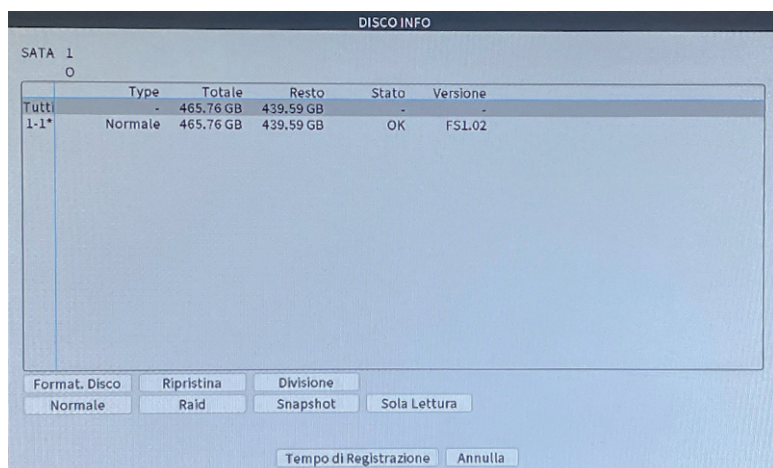 DISCO INFO
SATA 1
O
Type Totale Resto Stato Versione
Tutti - 465.76 GB 439.59 GB - -
1-1* Normale 465.76 GB 439.59 GB OK FS1.02
Format. Disco Ripristina Divisione
Normale Raid Snapshot Sola Lettura
Tempo di Registrazione Annulla